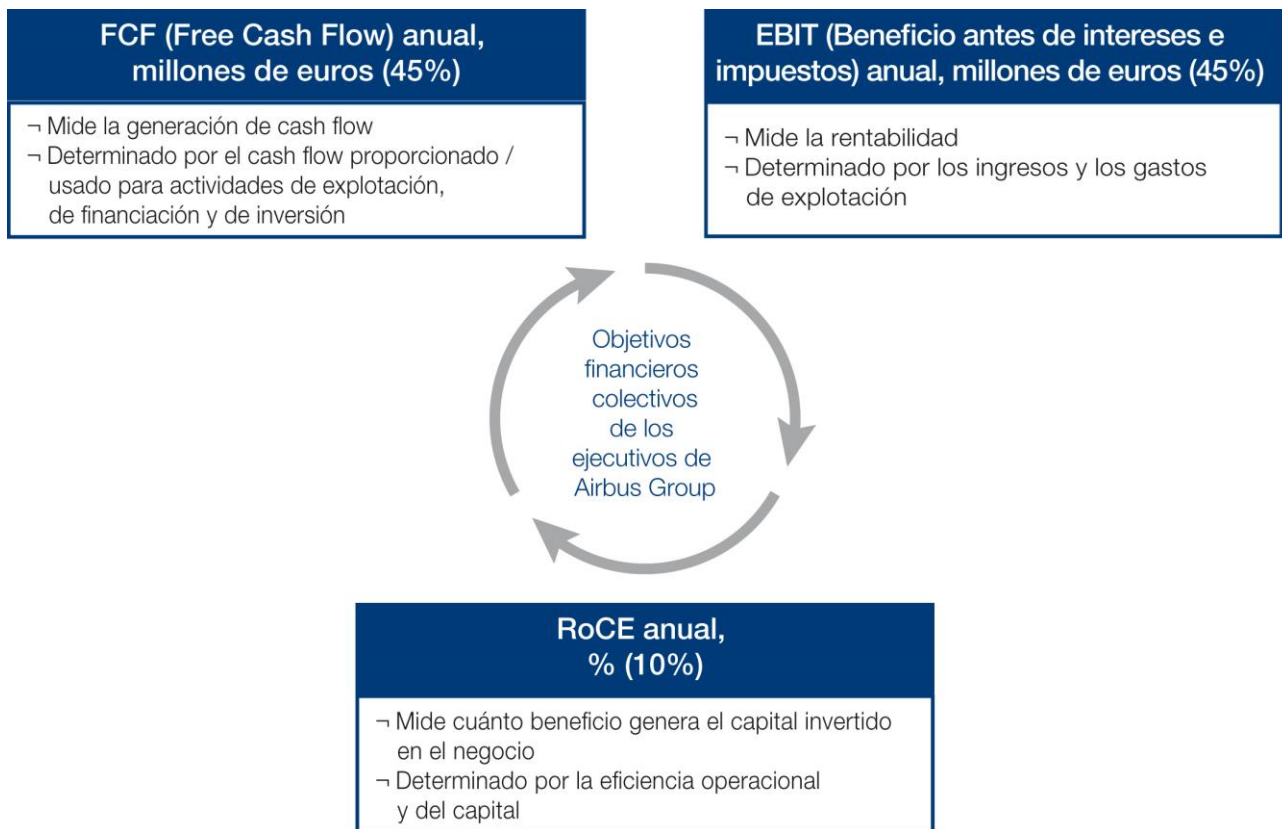 FCF (Free Cash Flow) anual,
millones de euros (45%)
¬ Mide la generación de cash flow
¬ Determinado por el cash flow proporcionado /
usado para actividades de explotación,
de financiación y de inversión
EBIT (Beneficio antes de intereses e
impuestos) anual, millones de euros (45%)
¬ Mide la rentabilidad
¬ Determinado por los ingresos y los gastos
de explotación
Objetivos
financieros
colectivos
de los
ejecutivos de
Airbus Group
RoCE anual,
% (10%)
¬ Mide cuánto beneficio genera el capital invertido
en el negocio
¬ Determinado por la eficiencia operacional
y del capital